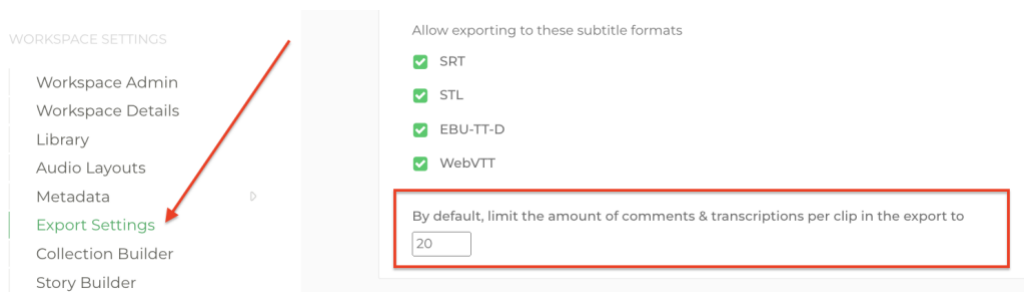 WORKSPACE SETTINGS
Workspace Admin
Workspace Details
Library
Audio Layouts
Metadata
Export Settings
Collection Builder
Story Builder
Allow exporting to these subtitle formats
SRT
STL
EBU-TT-D
WebVTT
By default, limit the amount of comments & transcriptions per clip in the export to
20